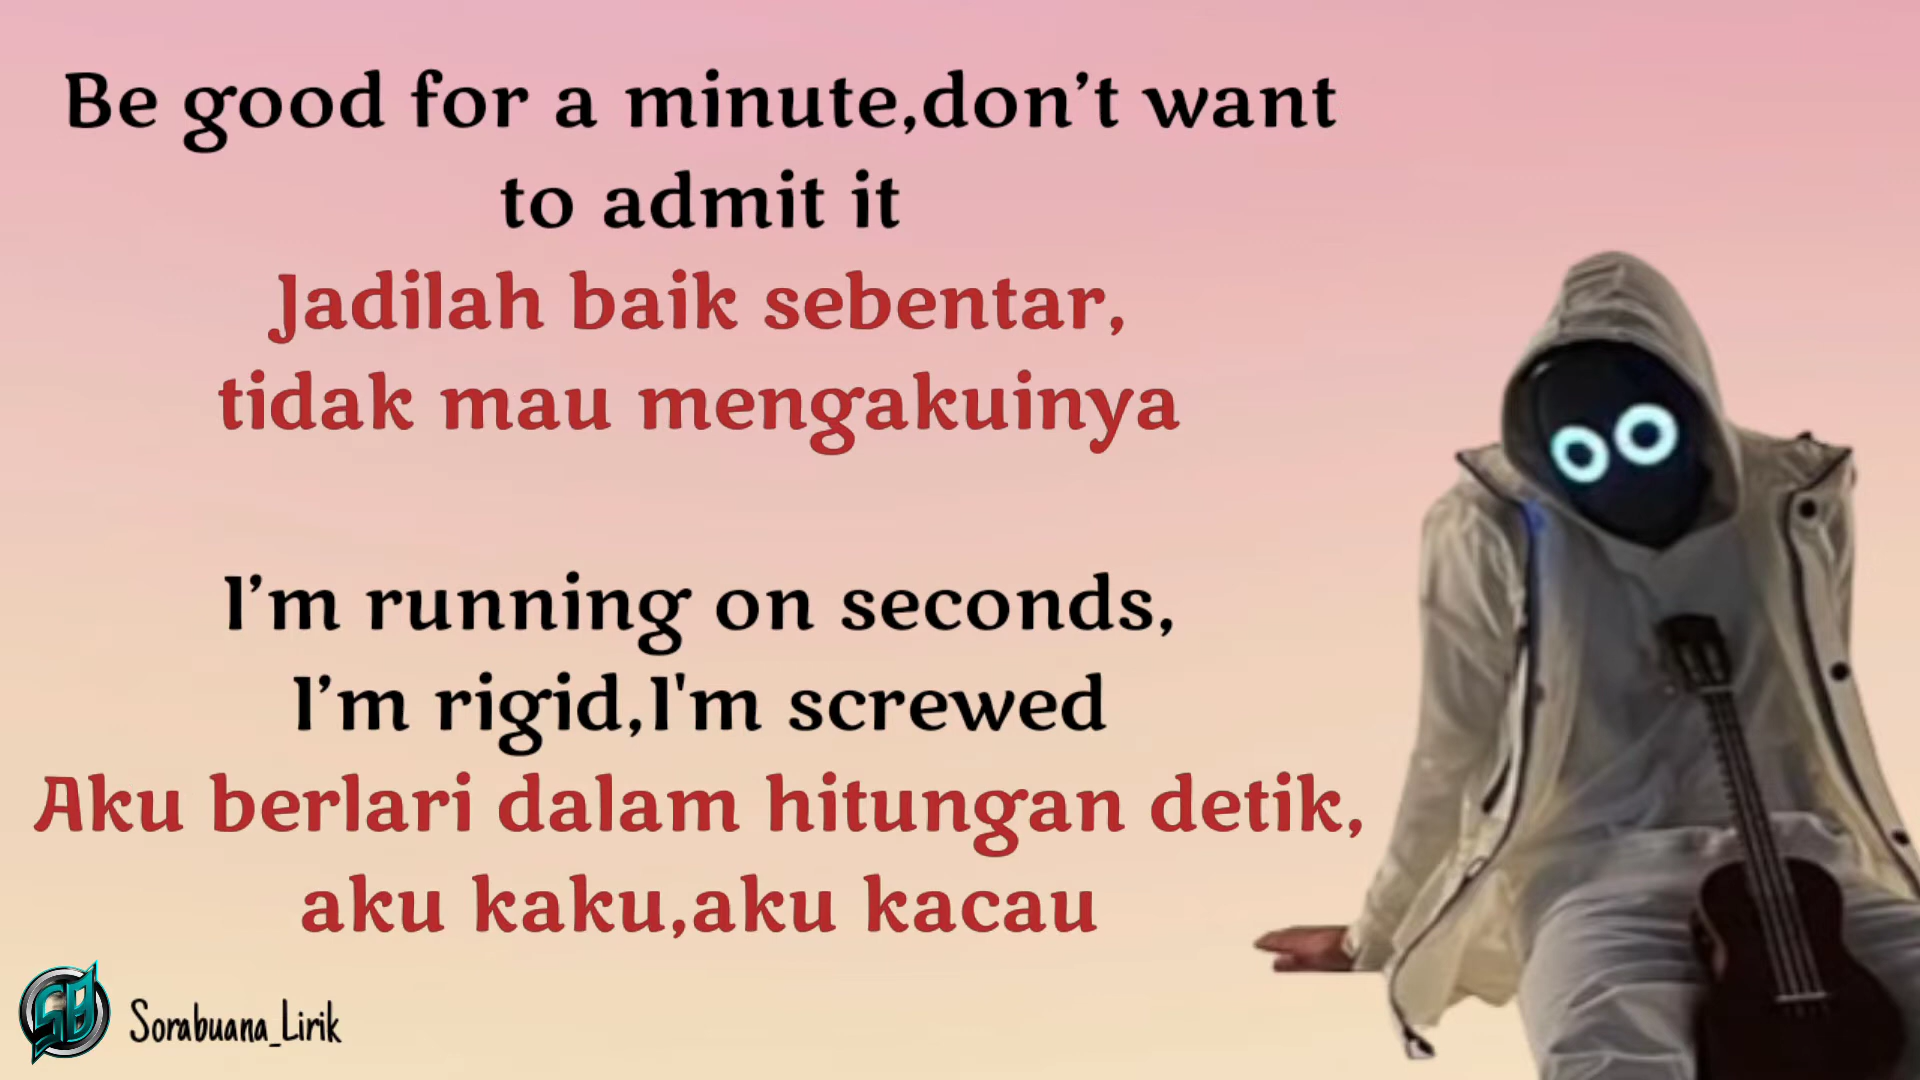 Be good for a minute,don’t want
to admit it
Jadilah baik sebentar,
tidak mau mengakuinya
I’m running on seconds,
I’m rigid,I'm screwed
Aku berlari dalam hitungan detik,
aku kaku,aku kacau
SB
Sorabuana_Lirik